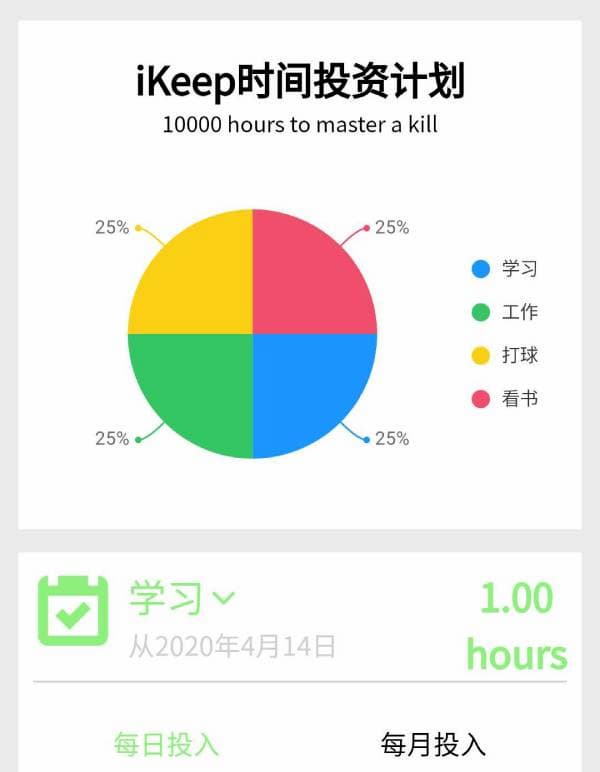 iKeep时间投资计划
10000 hours to master a kill
25%
25%
学习
工作
打球
看书
25%
25%
学习
1.00
从2020年4月14日
hours
每日投入
每月投入